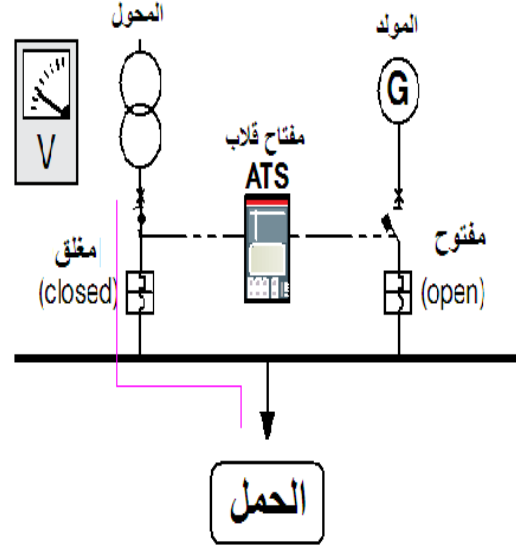 المحول
المولد
V
G
مفتاح قلاب
ATS
مغلق
(closed)
مفتوح
(open)
الحمل